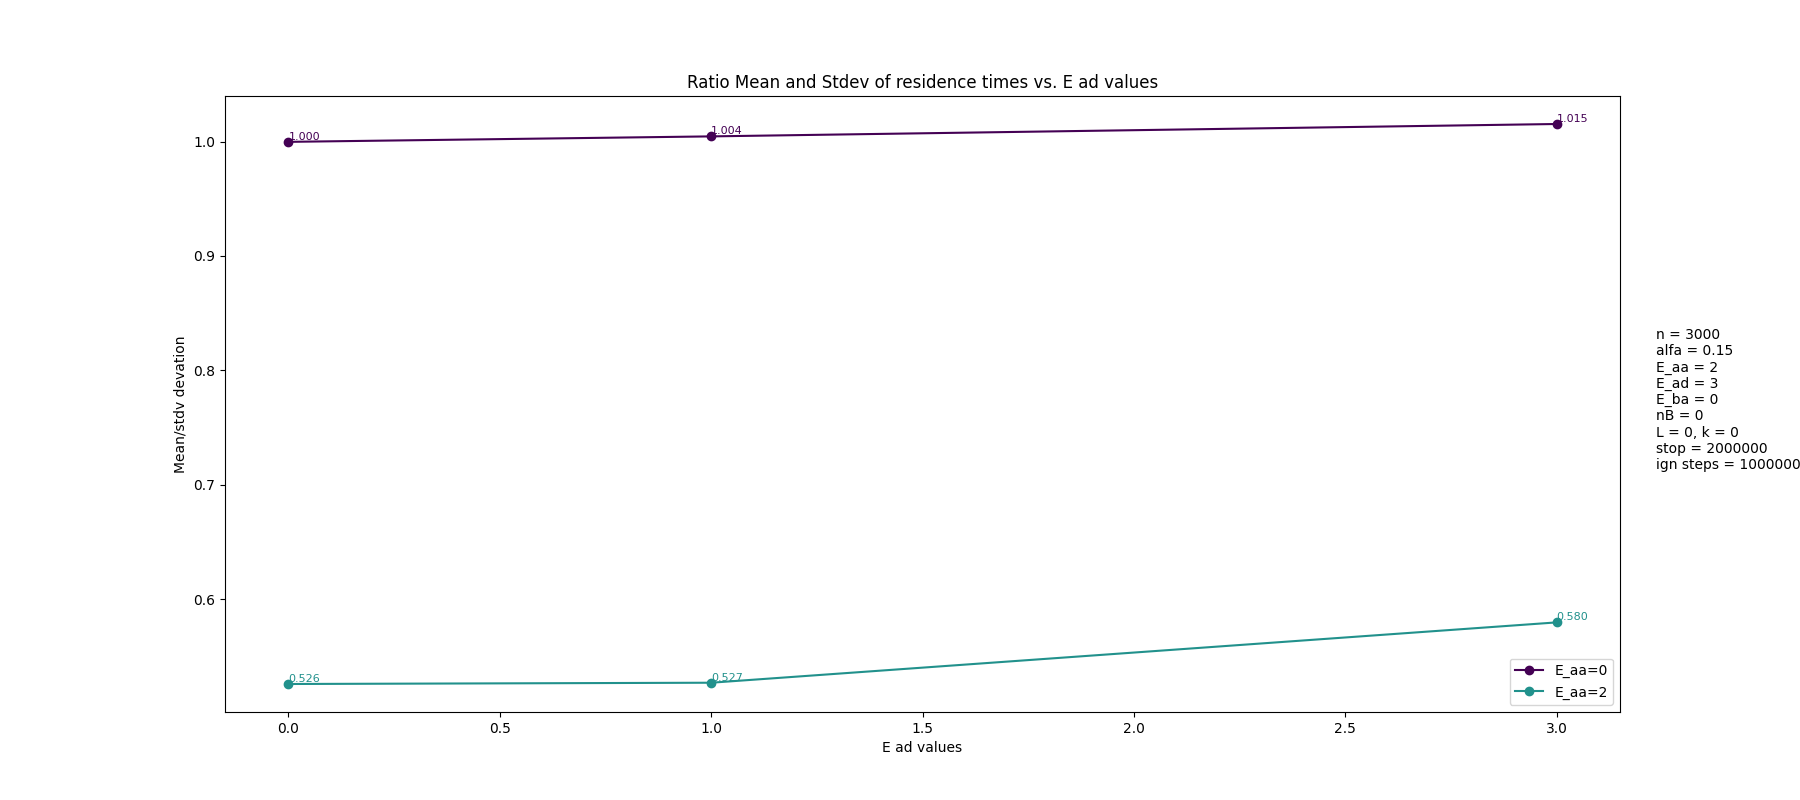 Ratio Mean and Stdev of residence times vs. E ad values
1.000
1.004
1.015
0.526
0.527
0.580
1.0
0.9
0.8
0.7
0.6
Mean/stdv devation
0.0
0.5
1.0
1.5
2.0
2.5
3.0
E ad values
E_aa=0
E_aa=2
n = 3000
alfa = 0.15
E_aa = 2
E_ad = 3
E_ba = 0
nB = 0
L = 0, k = 0
stop = 2000000
ign steps = 1000000